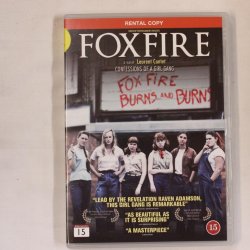 RENTAL COPY
FOXFIRE
a film by Laurent Cantet
CONFESSIONS OF A GIRL GANG
FOX FIRE
BURNS AND BURNS
"LEAD BY THE REVELATION RAVEN ADAMSON,
THIS GIRL GANG IS REMARKABLE"
"AS BEAUTIFUL AS
IT IS SURPRISING"
"A MASTERPIECE"
15
15